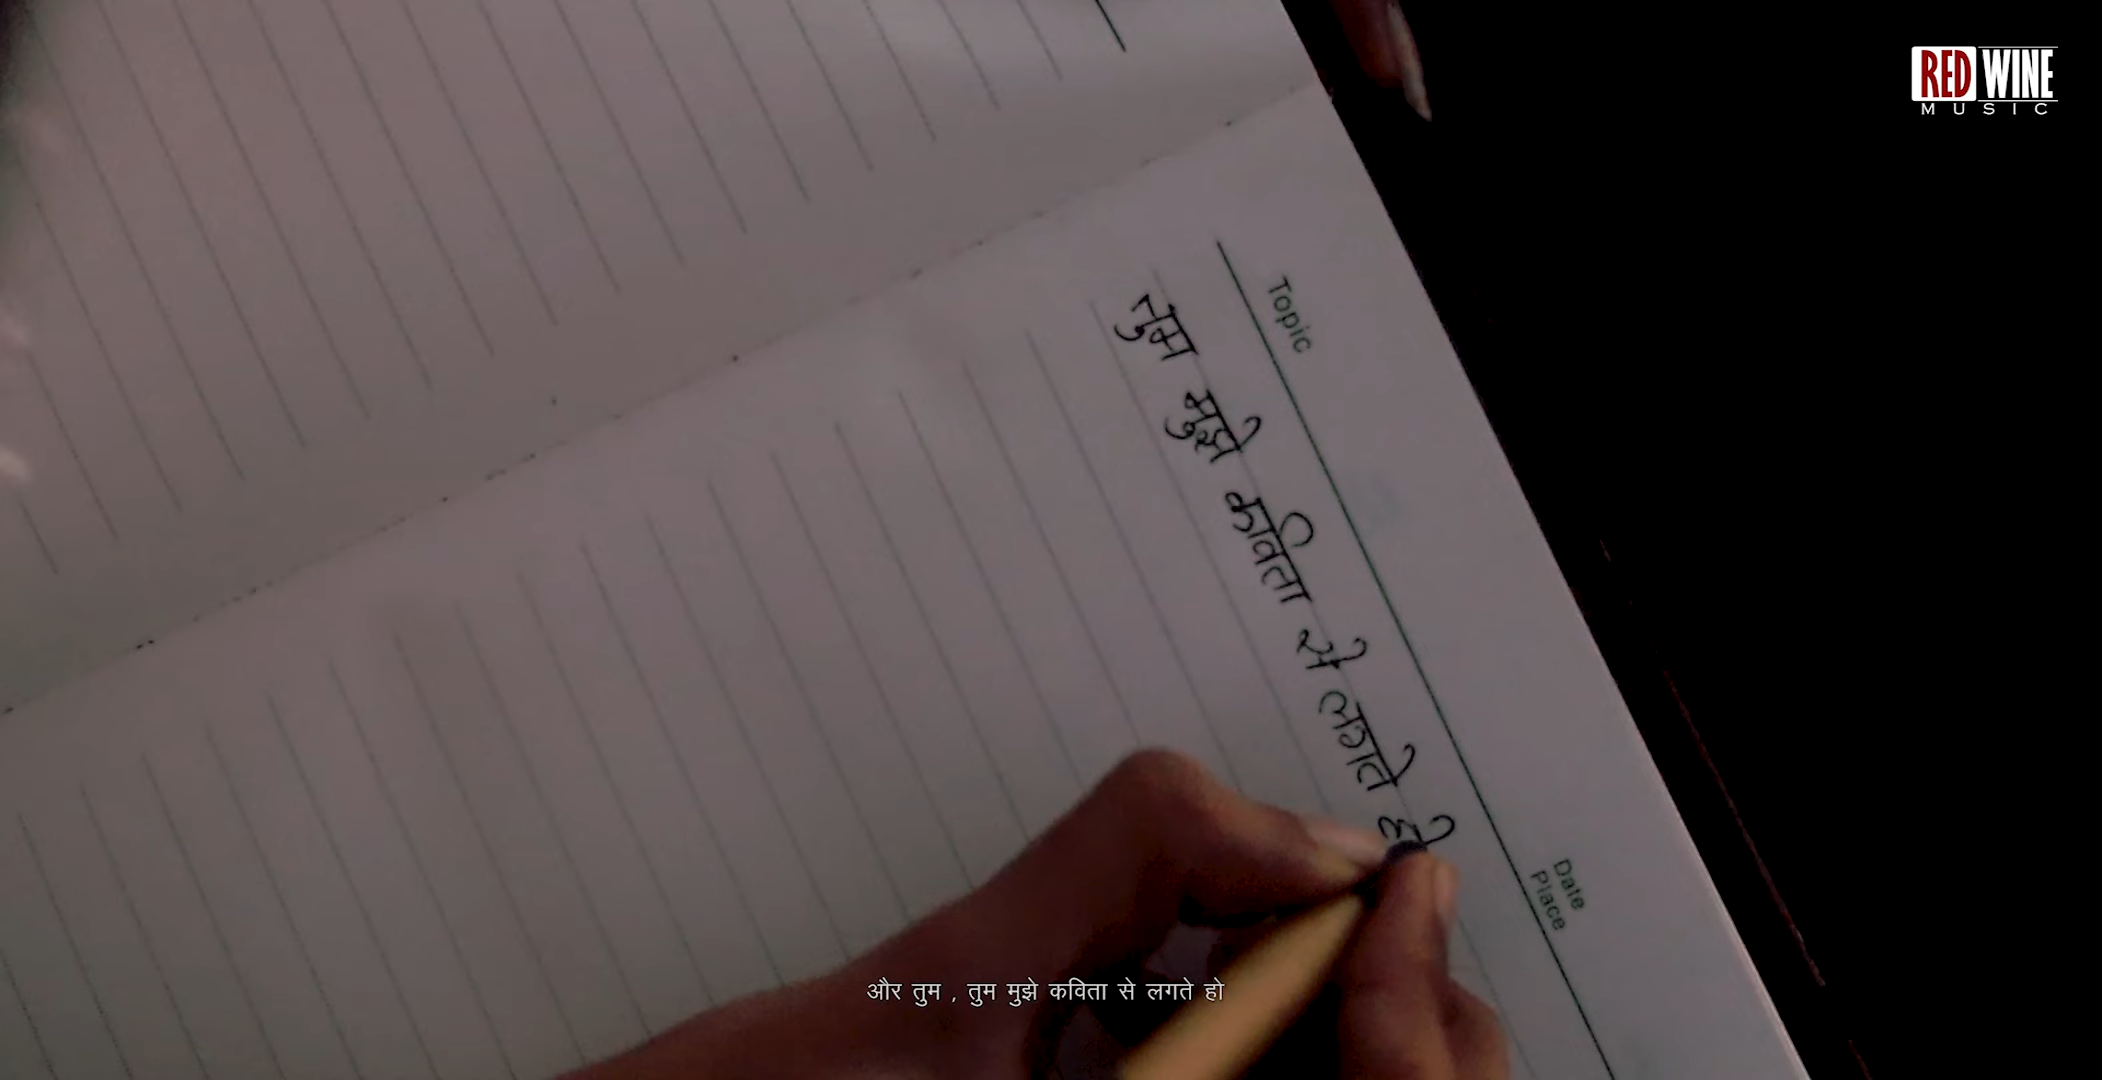 RED WINE
MUSIC
Topic
तुम मुझे कविता से लगते हो
Date
Place
और तुम , तुम मुझे कविता से लगते हो